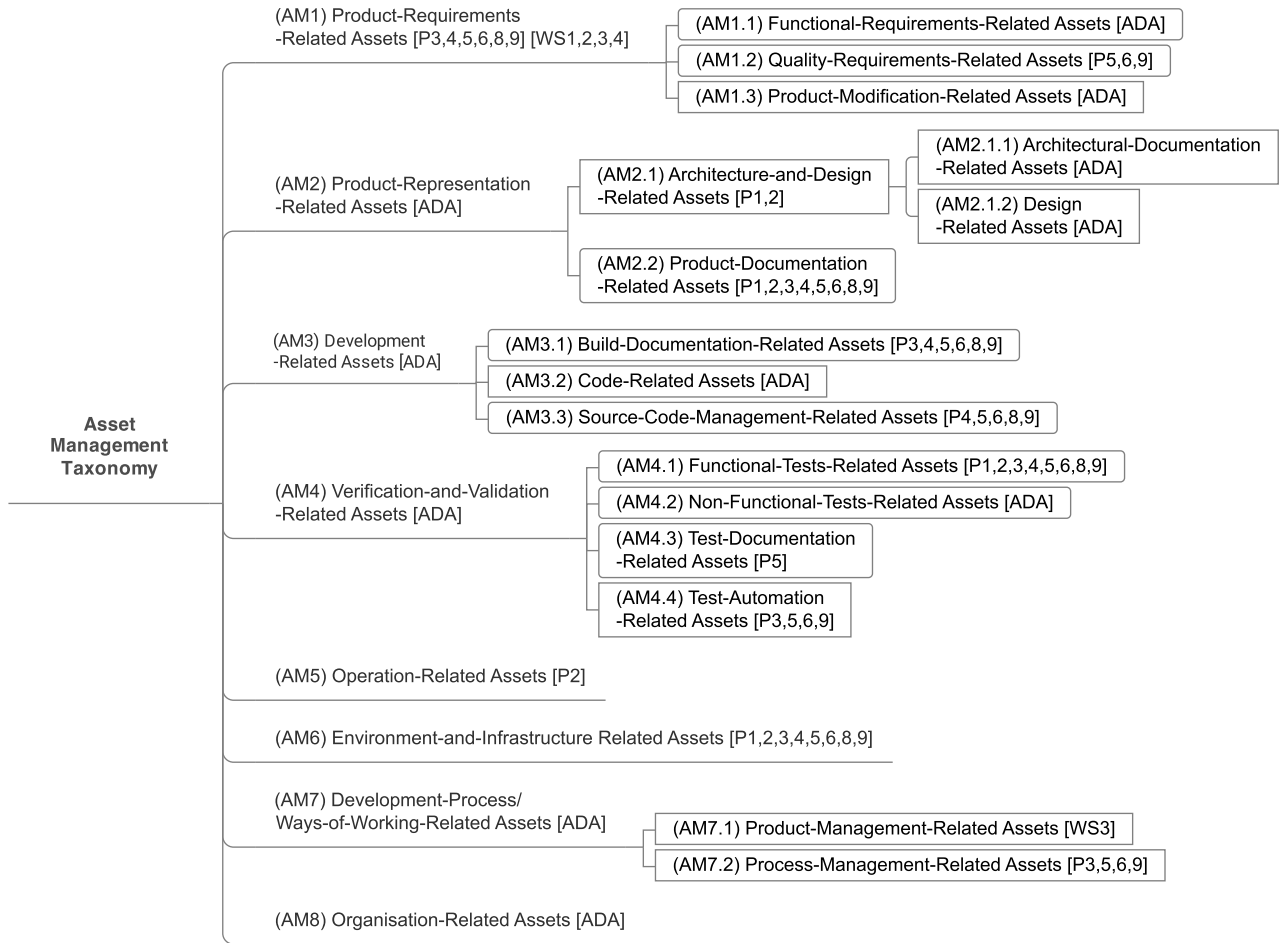 (AM1) Product-Requirements
-Related Assets [P3,4,5,6,8,9] [WS1,2,3,4]
(AM1.1) Functional-Requirements-Related Assets [ADA]
(AM1.2) Quality-Requirements-Related Assets [P5,6,9]
(AM1.3) Product-Modification-Related Assets [ADA]
(AM2) Product-Representation
-Related Assets [ADA]
(AM2.1) Architecture-and-Design
-Related Assets [P1,2]
(AM2.1.1) Architectural-Documentation
-Related Assets [ADA]
(AM2.1.2) Design
-Related Assets [ADA]
(AM2.2) Product-Documentation
-Related Assets [P1,2,3,4,5,6,8,9]
(AM3) Development
-Related Assets [ADA]
(AM3.1) Build-Documentation-Related Assets [P3,4,5,6,8,9]
(AM3.2) Code-Related Assets [ADA]
(AM3.3) Source-Code-Management-Related Assets [P4,5,6,8,9]
Asset
Management
Taxonomy
(AM4) Verification-and-Validation
-Related Assets [ADA]
(AM4.1) Functional-Tests-Related Assets [P1,2,3,4,5,6,8,9]
(AM4.2) Non-Functional-Tests-Related Assets [ADA]
(AM4.3) Test-Documentation
-Related Assets [P5]
(AM4.4) Test-Automation
-Related Assets [P3,5,6,9]
(AM5) Operation-Related Assets [P2]
(AM6) Environment-and-Infrastructure Related Assets [P1,2,3,4,5,6,8,9]
(AM7) Development-Process/
Ways-of-Working-Related Assets [ADA]
(AM7.1) Product-Management-Related Assets [WS3]
(AM7.2) Process-Management-Related Assets [P3,5,6,9]
(AM8) Organisation-Related Assets [ADA]